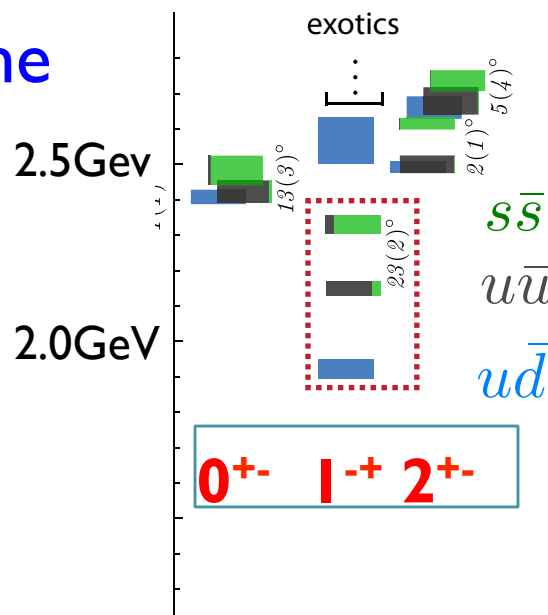 exotics
ne
5(4)°
2(1)°
2.5Gev
13(3)°
ss̅
23(2)°
uu̅
2.0GeV
ud̅
0⁺⁻ 1⁻⁺ 2⁺⁻